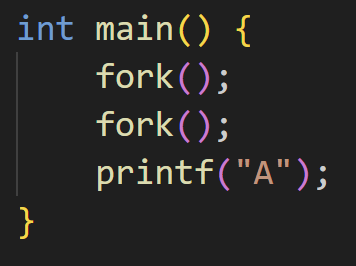 int main() {
    fork();
    fork();
    printf("A");
}